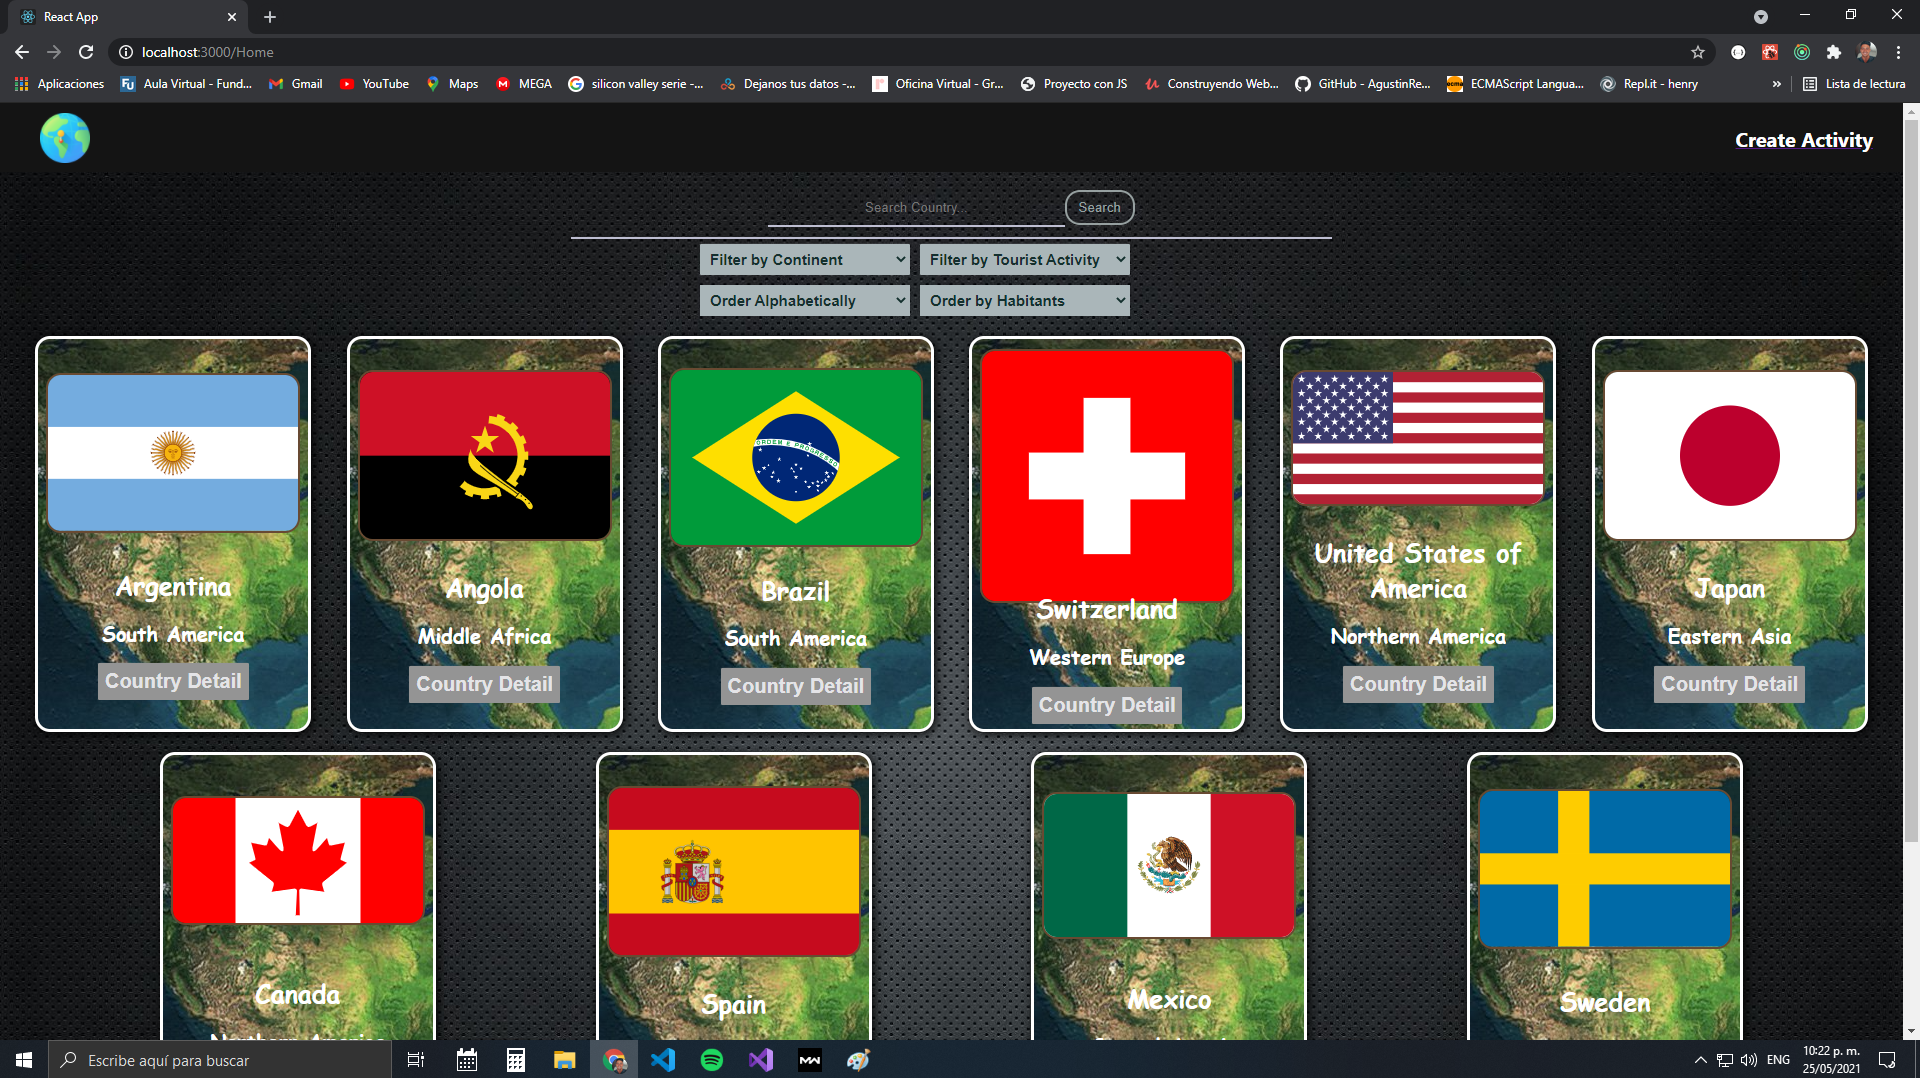 React App
localhost:3000/Home
Aplicaciones
Aula Virtual - Fund...
Gmail
YouTube
Maps
MEGA
silicon valley serie -...
Dejanos tus datos -...
Oficina Virtual - Gr...
Proyecto con JS
Construyendo Web...
GitHub - AgustinRe...
ECMAScript Langua...
Repl.it - henry
»
Lista de lectura
Create Activity
Search Country...
Search
Filter by Continent
Filter by Tourist Activity
Order Alphabetically
Order by Habitants
ORDEM E PROGRESSO
Argentina
South America
Country Detail
Angola
Middle Africa
Country Detail
Brazil
South America
Country Detail
Switzerland
Western Europe
Country Detail
United States of
America
Northern America
Country Detail
Japan
Eastern Asia
Country Detail
Canada
Northern America
Spain
Mexico
Sweden
Escribe aquí para buscar
MW
ENG
10:22 p. m.
25/05/2021